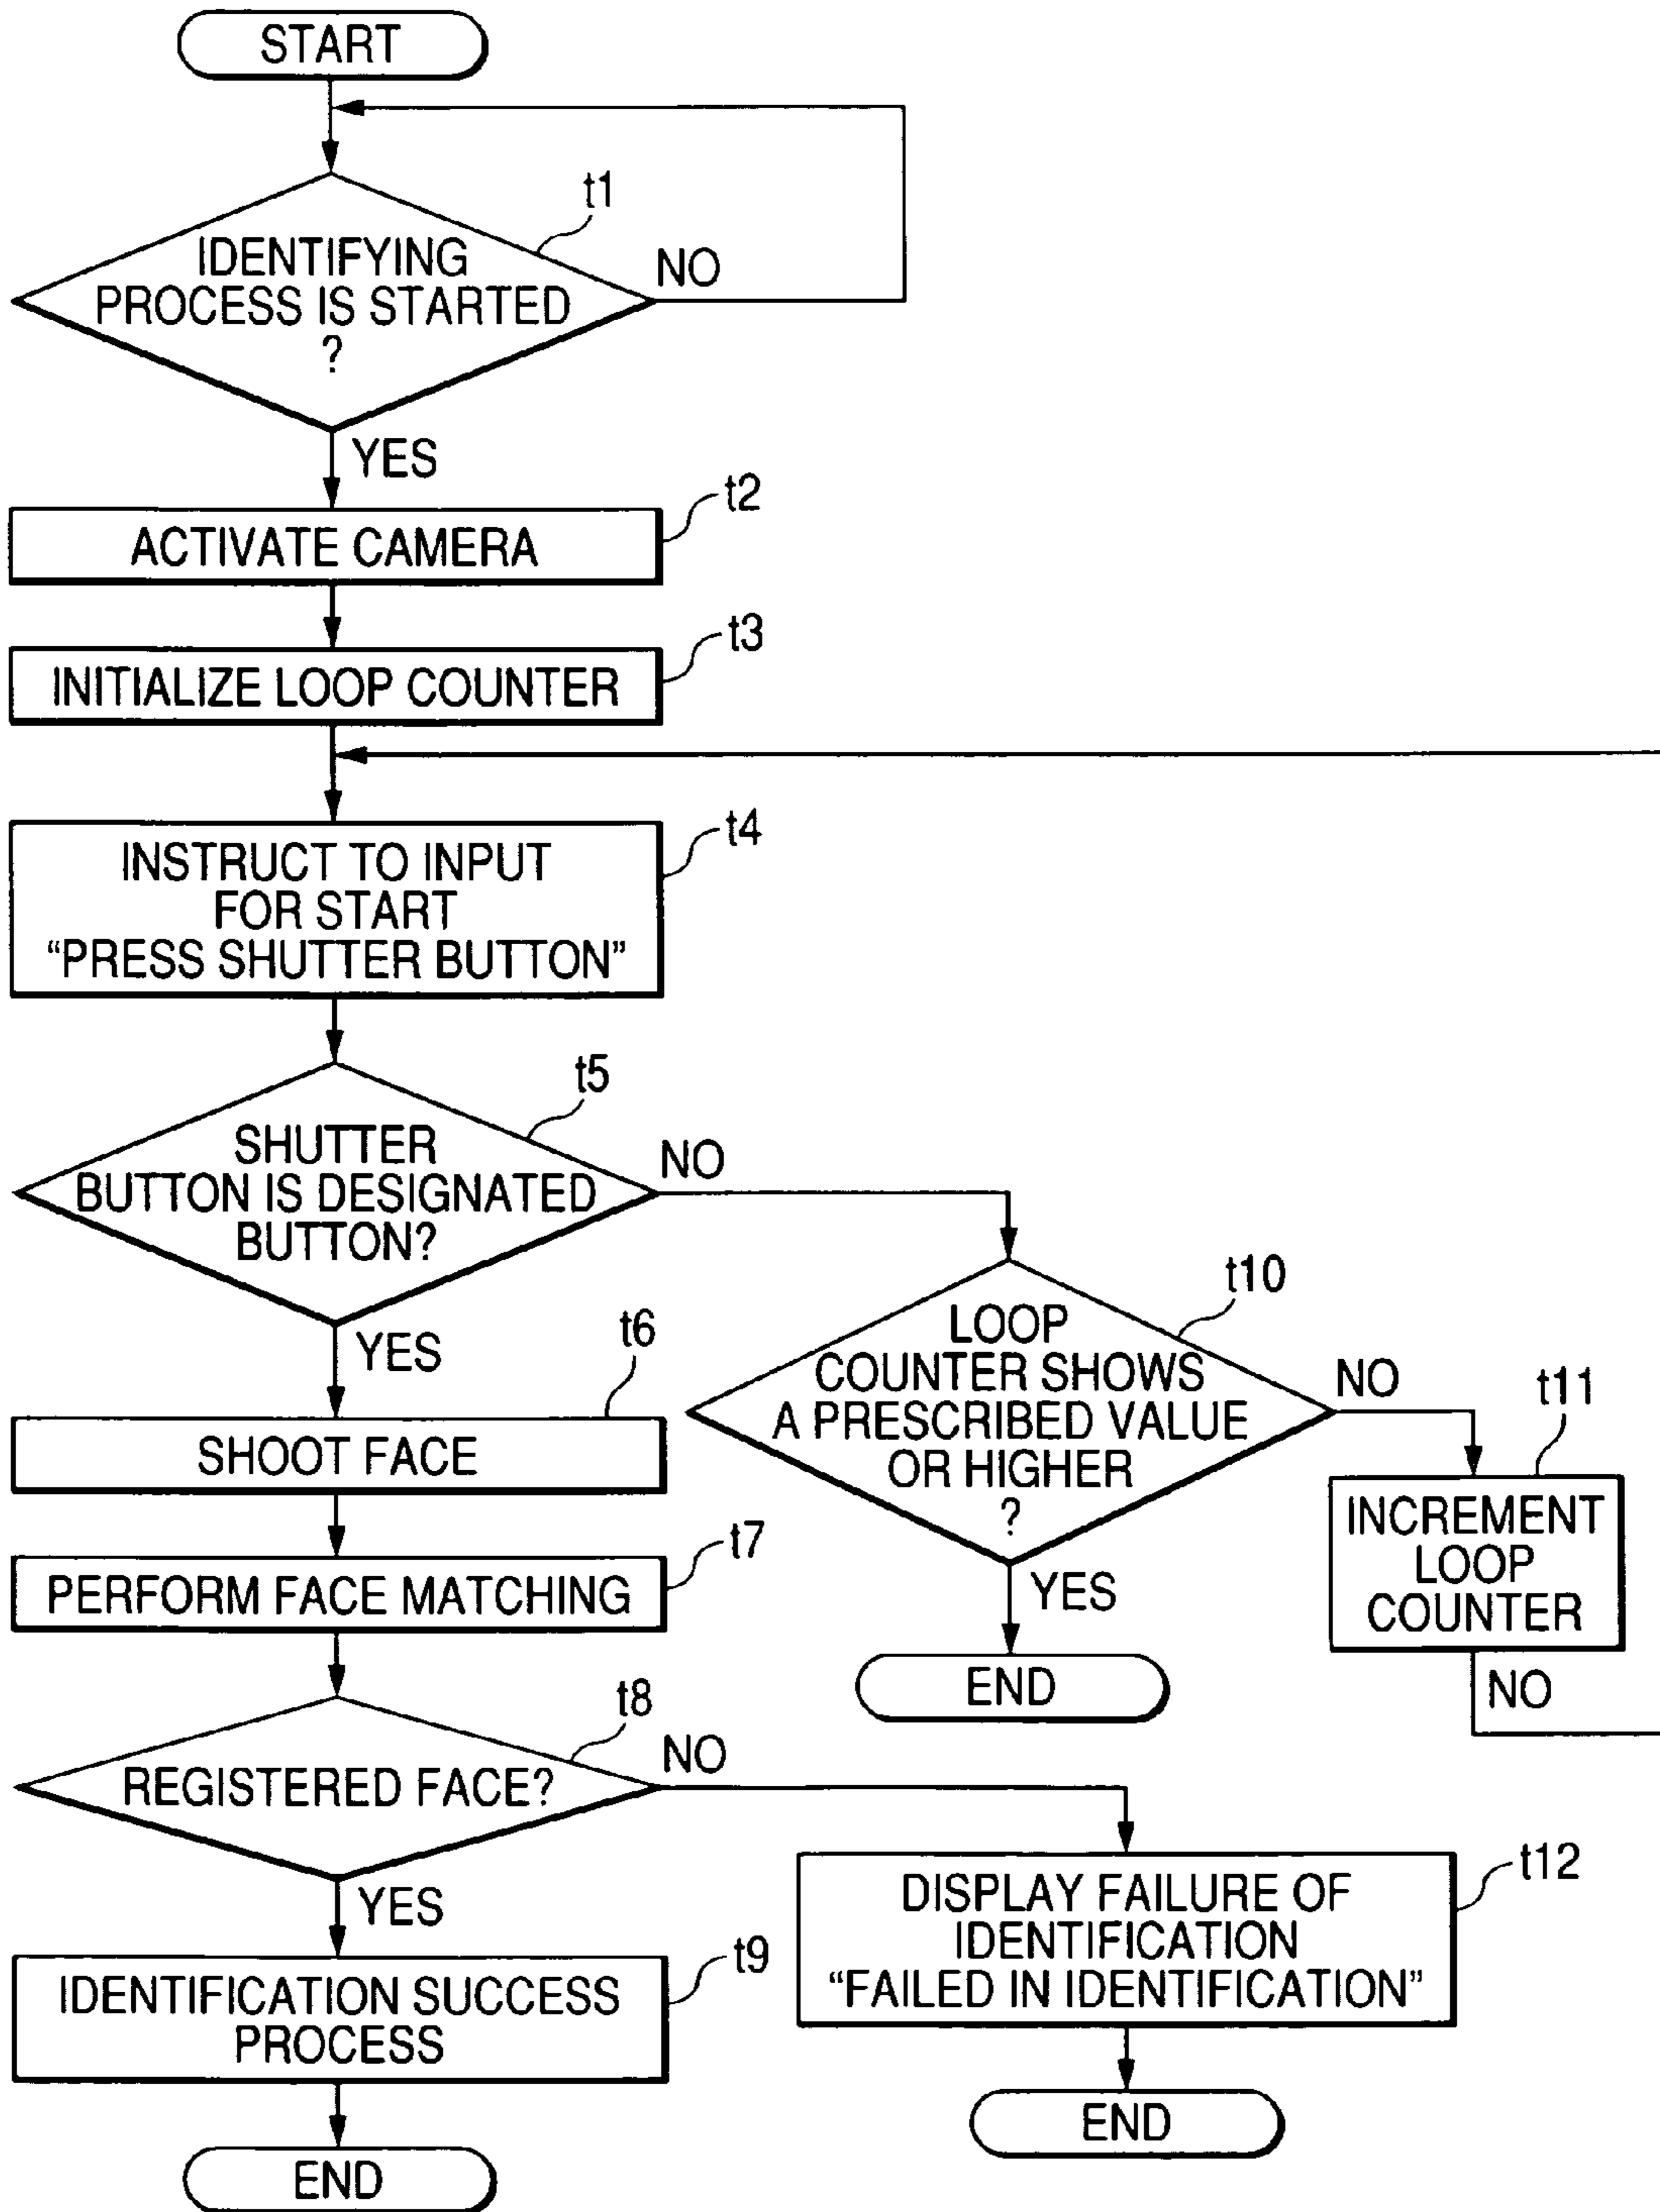 START
t1
IDENTIFYING
PROCESS IS STARTED
?
NO
YES
t2
ACTIVATE CAMERA
t3
INITIALIZE LOOP COUNTER
t4
INSTRUCT TO INPUT
FOR START
“PRESS SHUTTER BUTTON”
t5
SHUTTER
BUTTON IS DESIGNATED
BUTTON?
NO
YES
t10
LOOP
COUNTER SHOWS
A PRESCRIBED VALUE
OR HIGHER
?
NO
YES
END
t11
INCREMENT
LOOP
COUNTER
NO
t6
SHOOT FACE
t7
PERFORM FACE MATCHING
t8
REGISTERED FACE?
NO
YES
t12
DISPLAY FAILURE OF
IDENTIFICATION
“FAILED IN IDENTIFICATION”
END
t9
IDENTIFICATION SUCCESS
PROCESS
END